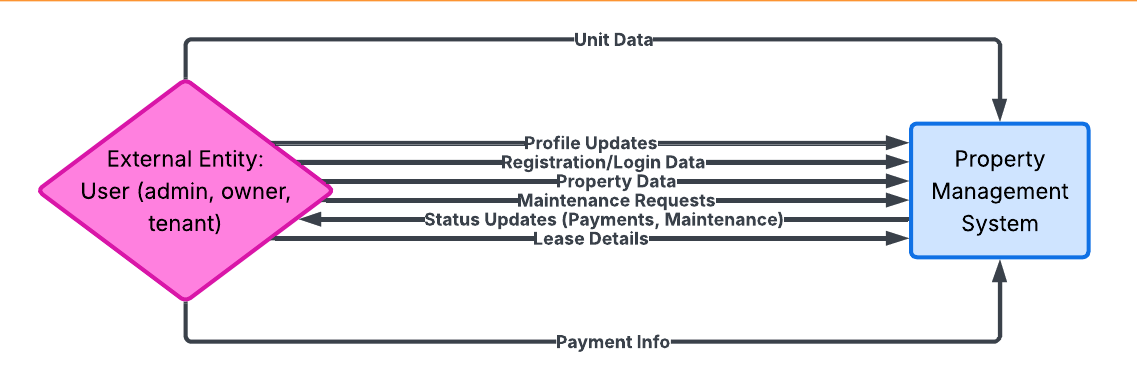 Unit Data
External Entity:
User (admin, owner,
tenant)
Profile Updates
Registration/Login Data
Property Data
Maintenance Requests
Status Updates (Payments, Maintenance)
Lease Details
Property
Management
System
Payment Info